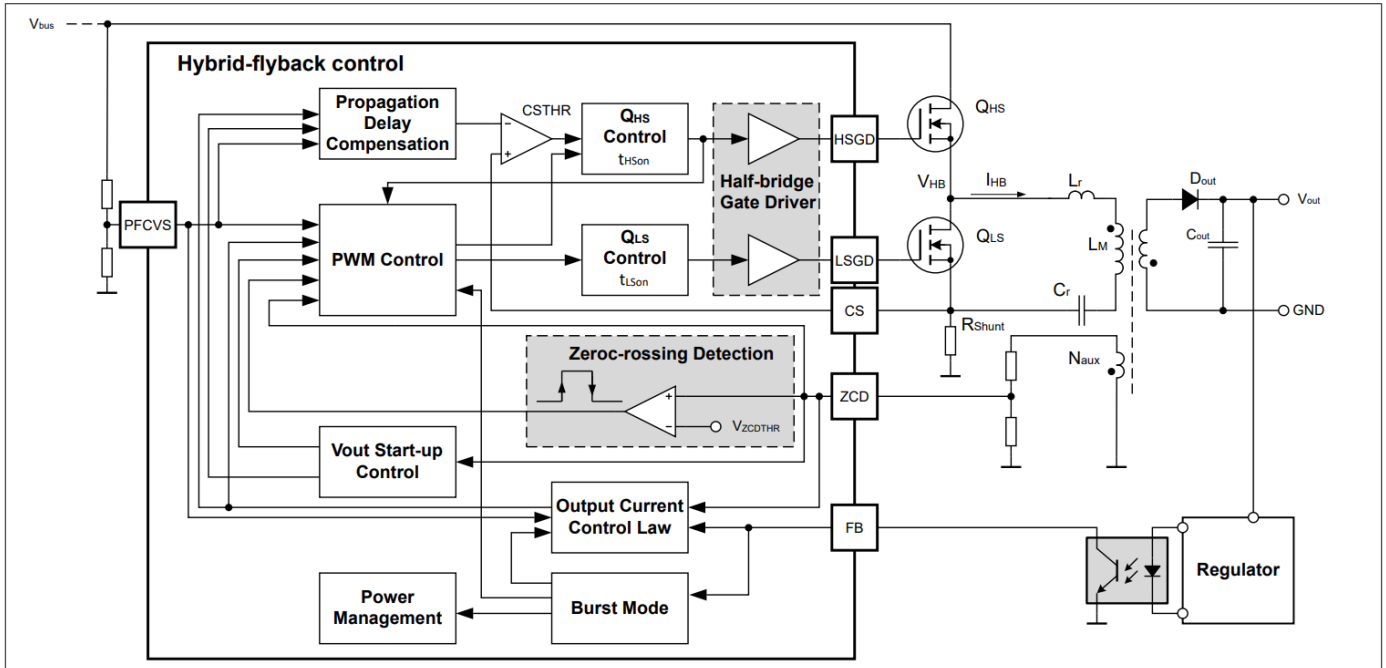 Vbus
Hybrid-flyback control
Propagation
Delay
Compensation
CSTHR
−
+
QHS
Control
tHSon
HSGD
QHS
Half-bridge
Gate Driver
VHB
IHB
Lr
Dout
Vout
PFCVS
PWM Control
QLS
Control
tLSon
LSGD
QLS
LM
Cout
CS
Cr
RShunt
GND
Zeroc-rossing Detection
Naux
+
−
VZCDTHR
ZCD
Vout Start-up
Control
Output Current
Control Law
FB
Regulator
Power
Management
Burst Mode